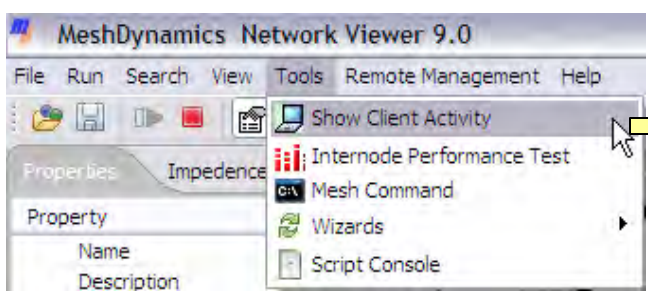 MeshDynamics Network Viewer 9.0
File Run Search View Tools Remote Management Help
Show Client Activity
Properties Impedence
Internode Performance Test
C:\ Mesh Command
Property
Wizards
Name
Script Console
Description